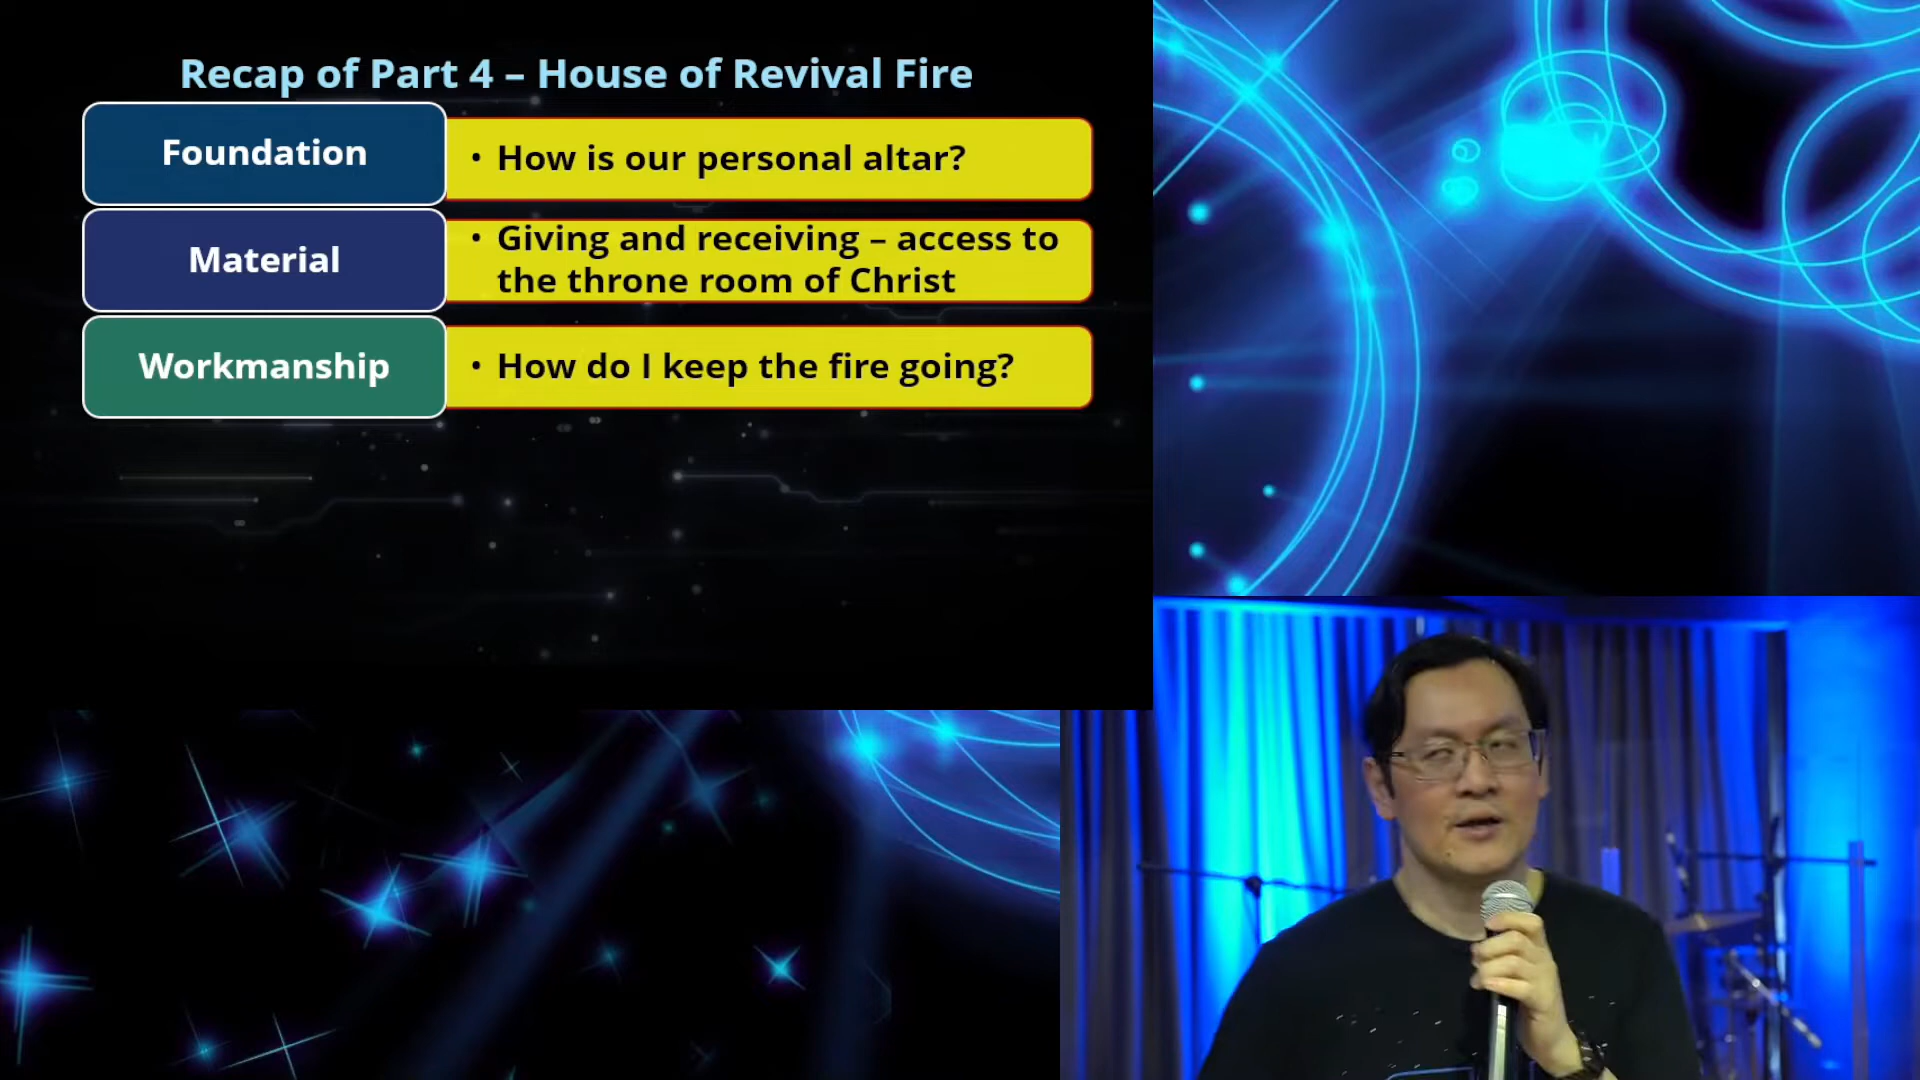 Recap of Part 4 – House of Revival Fire
Foundation
• How is our personal altar?
Material
• Giving and receiving – access to
the throne room of Christ
Workmanship
• How do I keep the fire going?